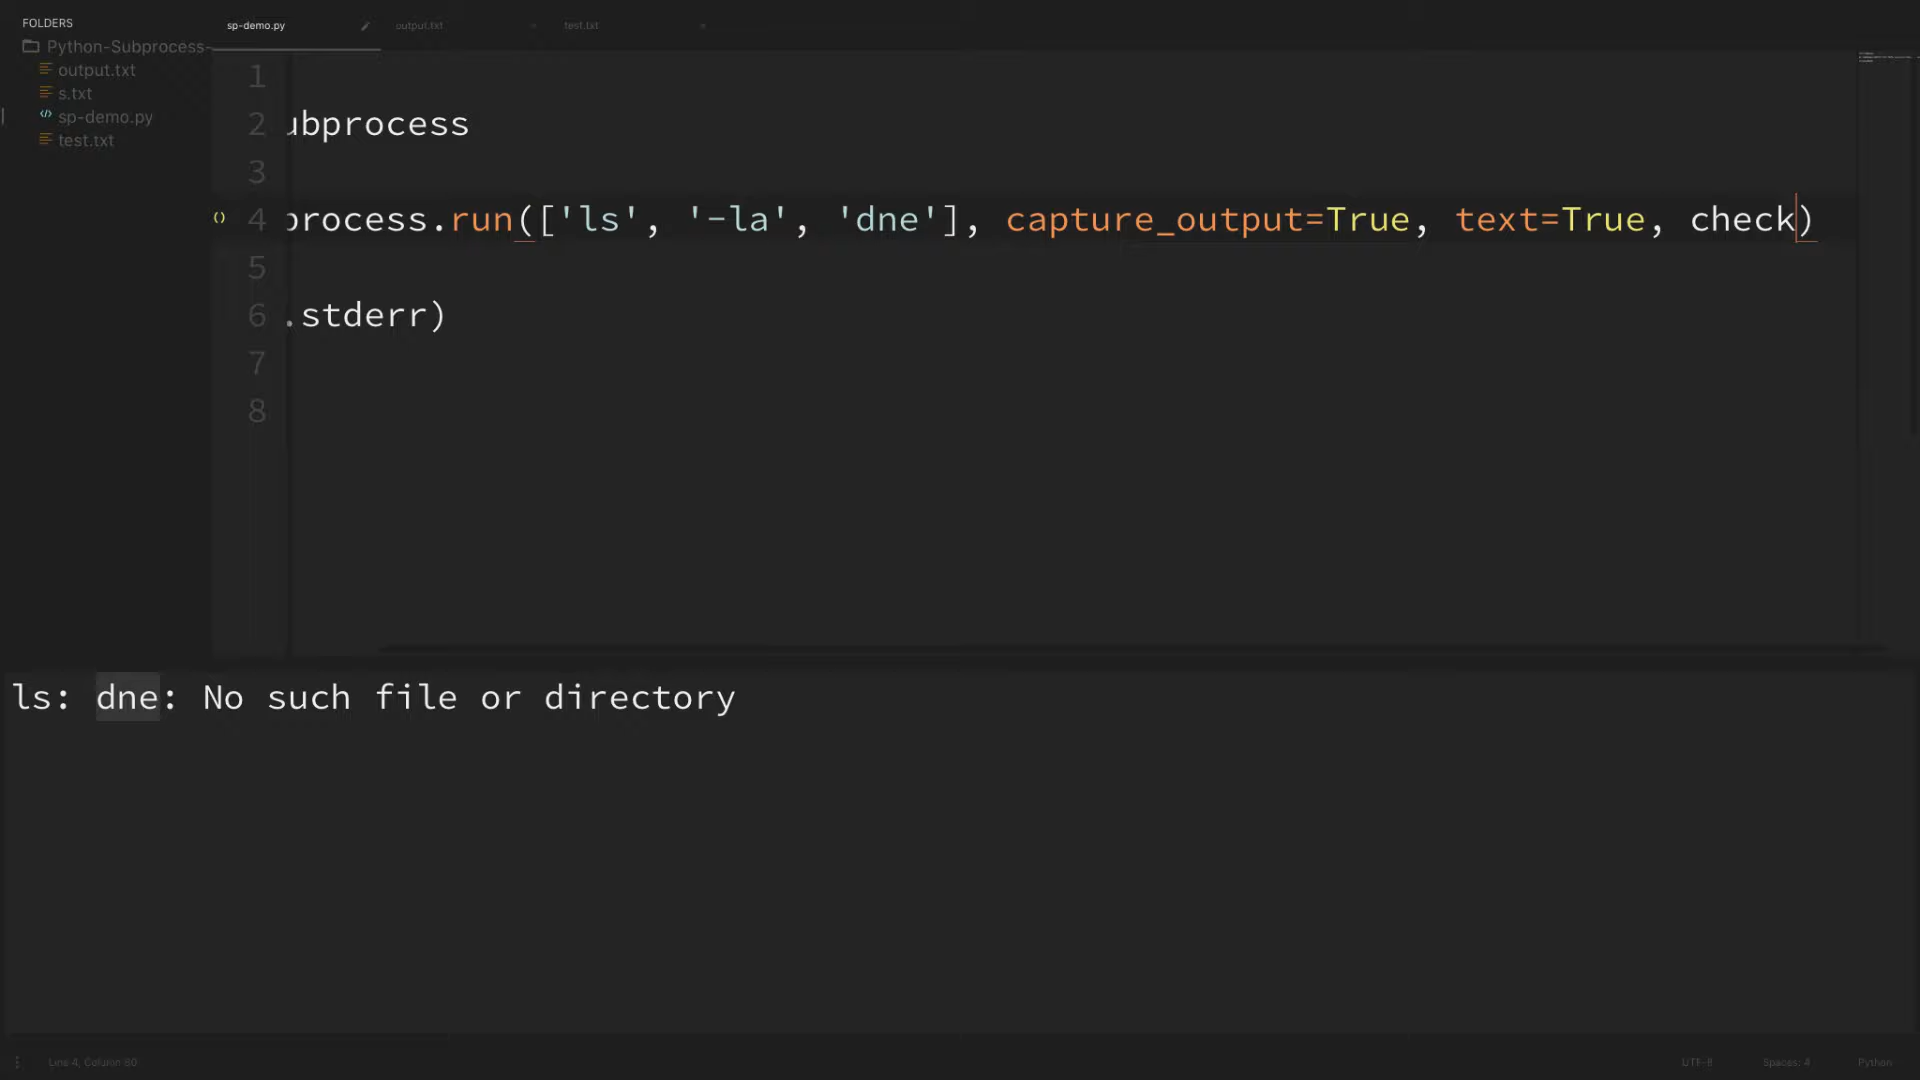 FOLDERS
Python-Subprocess-
output.txt
s.txt
sp-demo.py
test.txt
sp-demo.py output.txt test.txt
1
2 ubprocess
3
4 process.run(['ls', '-la', 'dne'], capture_output=True, text=True, check)
5
6 .stderr)
7
8
ls: dne: No such file or directory
Line 4, Column 80 UTF-8 Spaces: 4 Python